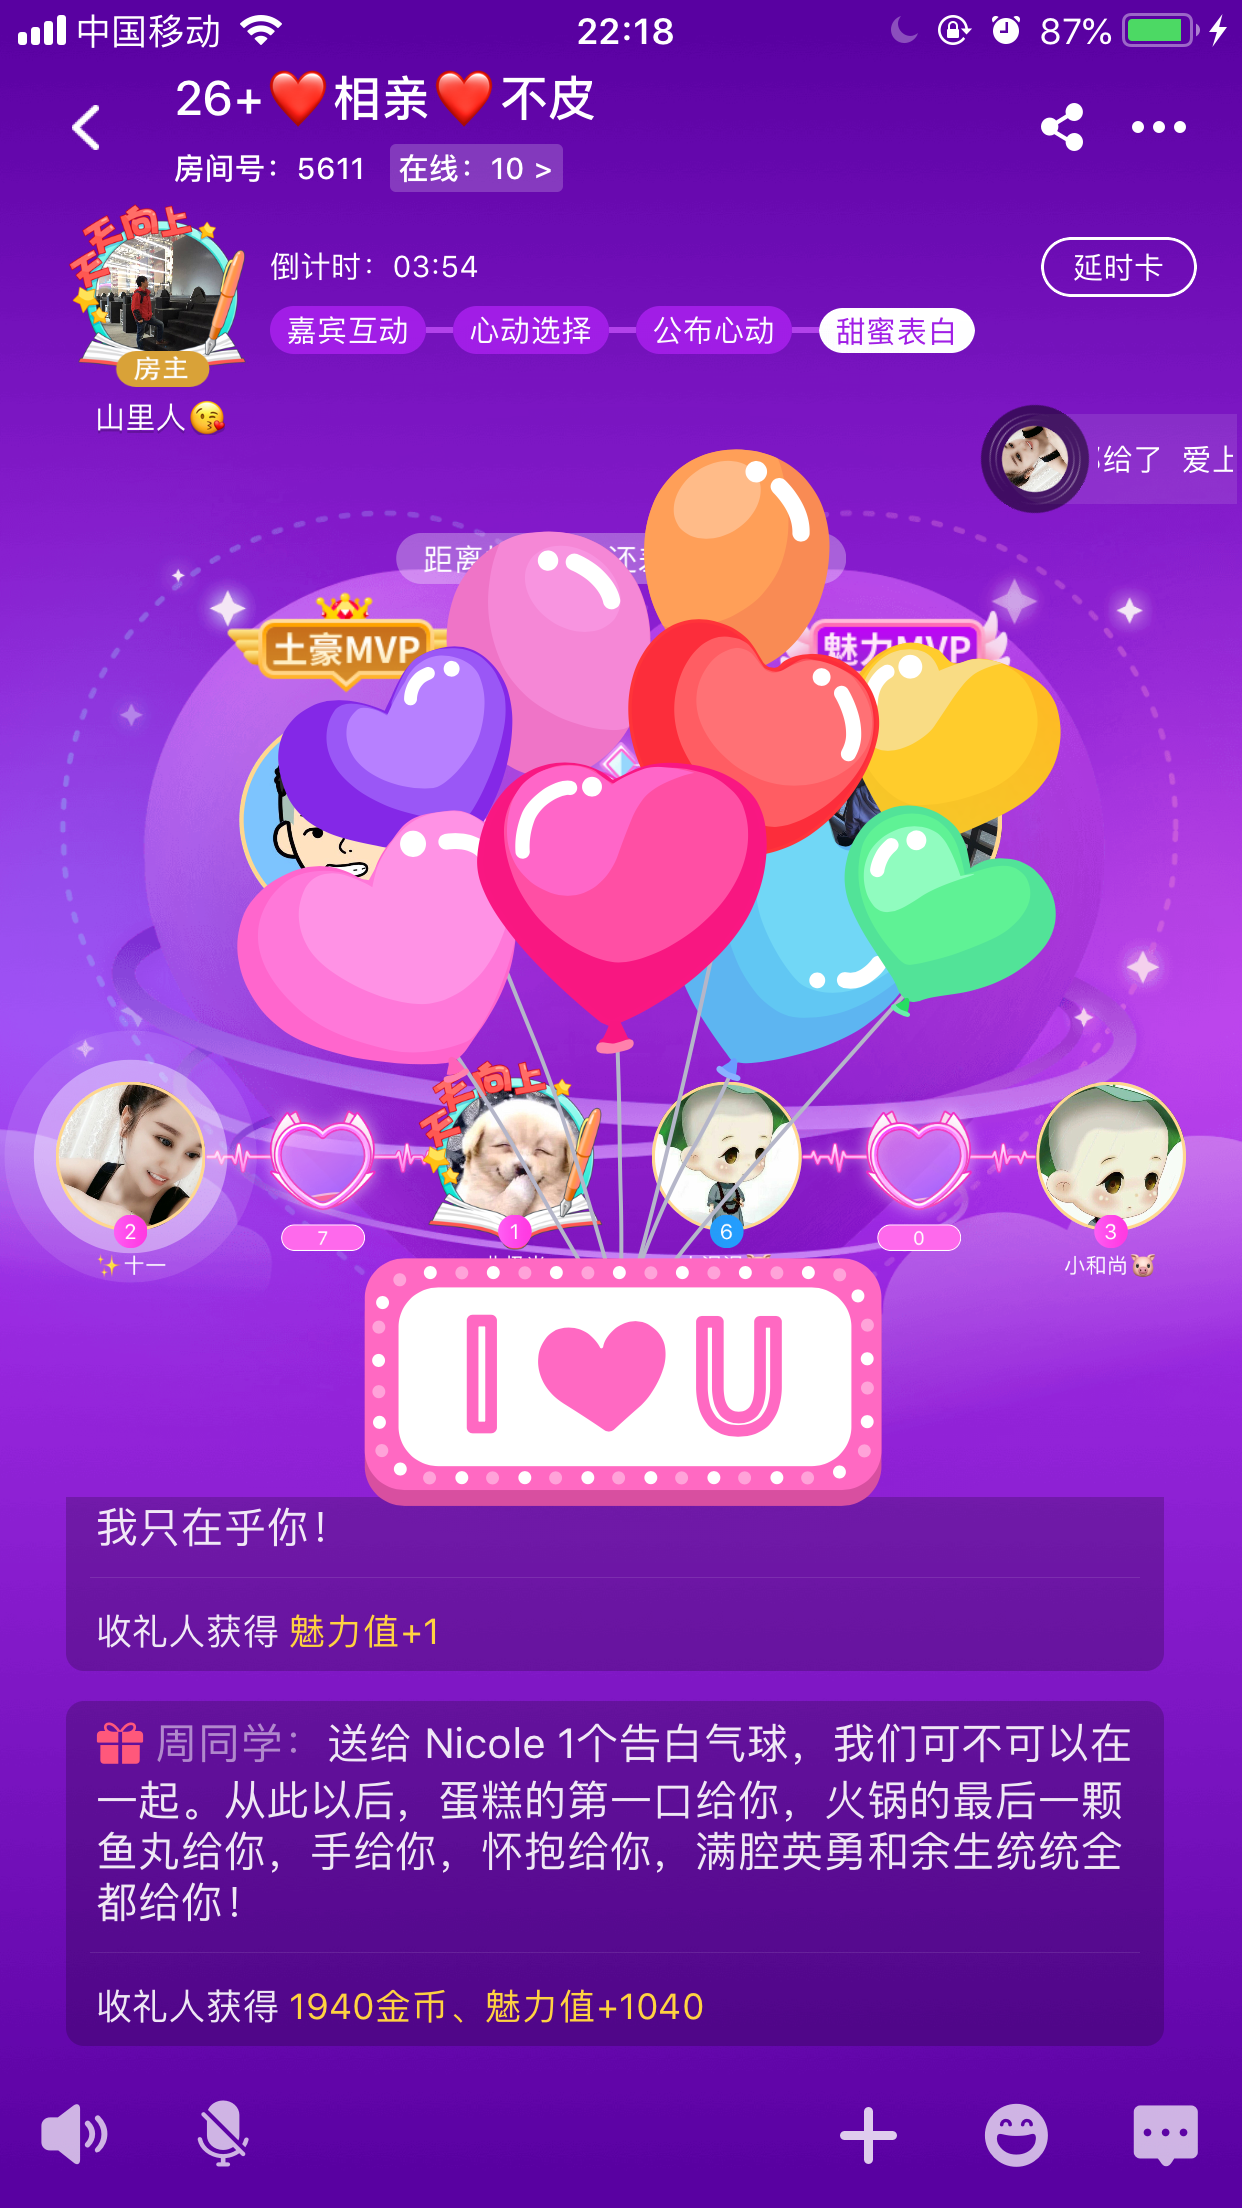 中国移动
22:18
87%
26+❤️相亲❤️不皮
房间号：5611
在线：10 >
天天向上
倒计时：03:54
延时卡
嘉宾互动
心动选择
公布心动
甜蜜表白
房主
山里人😘
给了 爱上
距离
还
土豪MVP
魅力MVP
天天向上
2
7
1
6
0
3
✨十一
小和尚🐷
I ♥ U
我只在乎你！
收礼人获得 魅力值+1
周同学：送给 Nicole 1个告白气球，我们可不可以在
一起。从此以后，蛋糕的第一口给你，火锅的最后一颗
鱼丸给你，手给你，怀抱给你，满腔英勇和余生统统全
都给你！
收礼人获得 1940金币、魅力值+1040